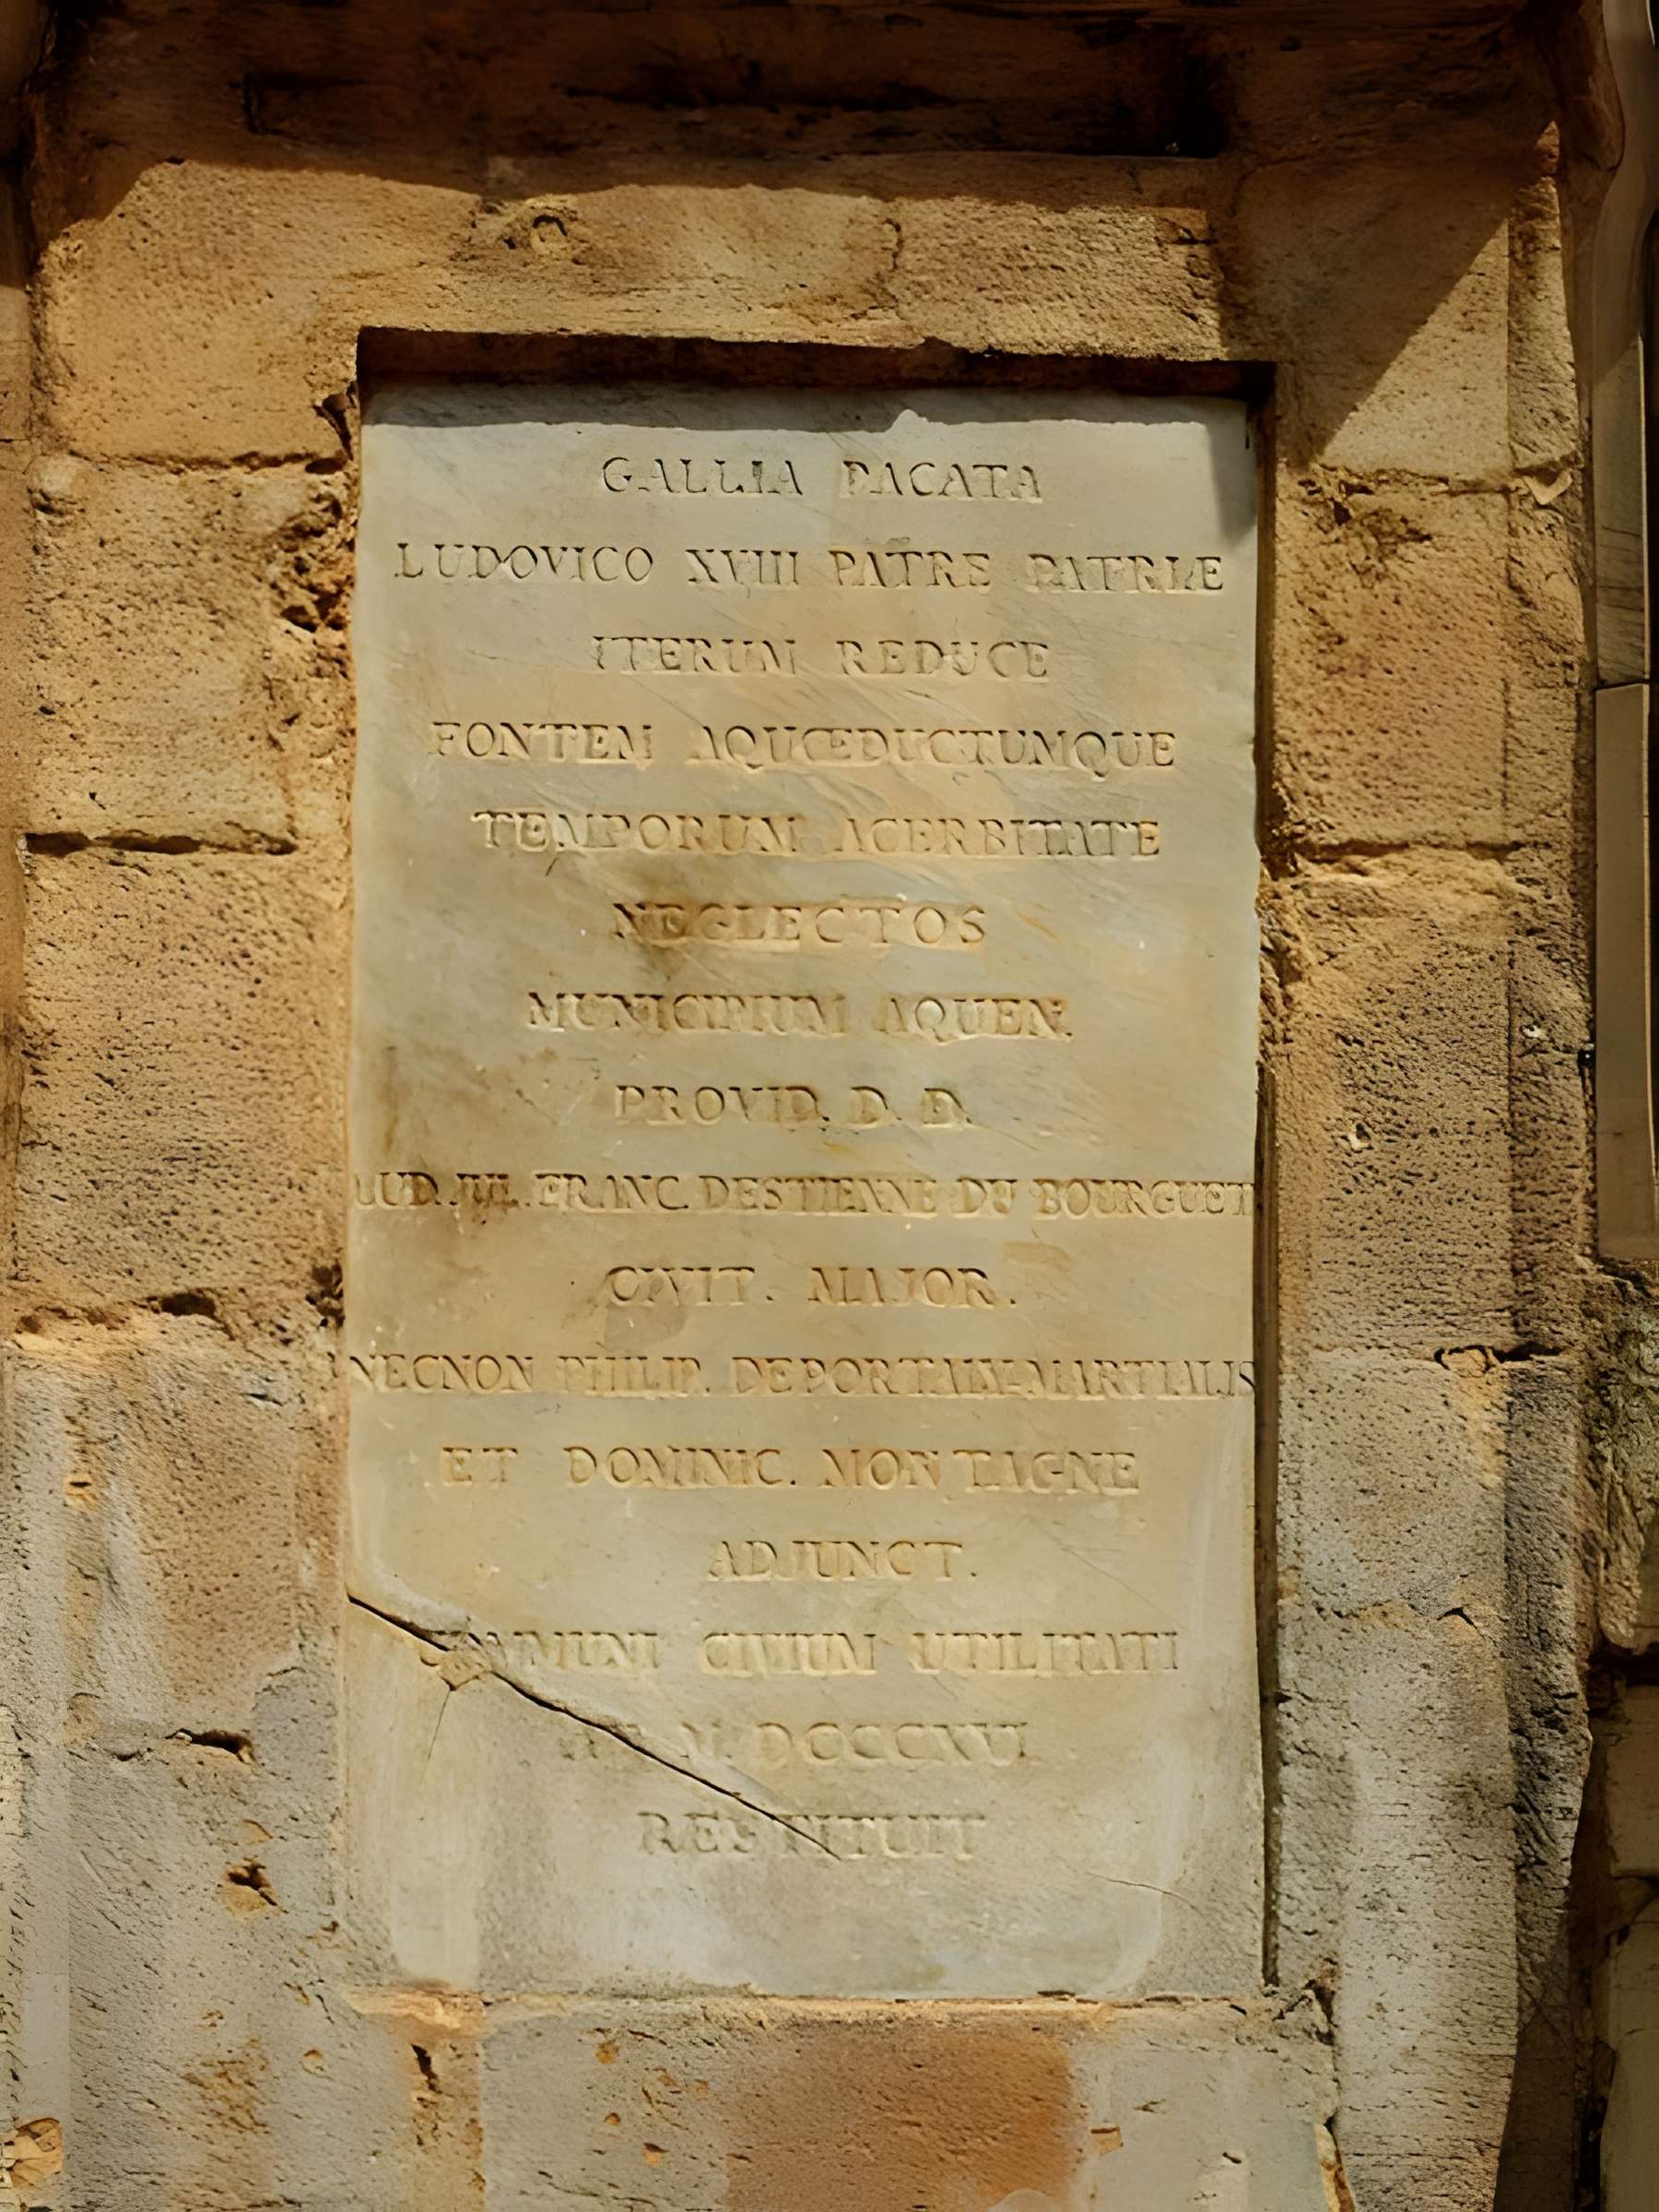 GALLIA PACATA
LUDOVICO XVIII PATRE PATRIÆ
ITERUM REDUCE
FONTEM AQUŒDUCTUMQUE
TEMPORUM ACERBITATE
NEGLECTOS
MUNICIPIUM AQUEN.
PROVID. D. D.
LUD. JUL. FRANC. DESTIENNE DU BOURGUET
CIVIT. MAJOR.
NECNON PHILIP. DEPORTALY-MARTIALIS
ET DOMINIC. MONTAGNE
ADJUNCT.
CIVIUM UTILITATI
M. DCCCXVI
RESTITUIT